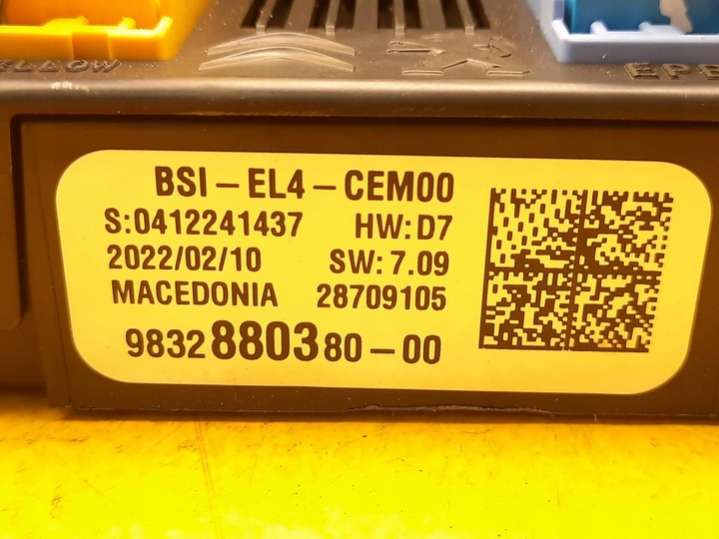 BSI-EL4-CEM00
S:0412241437 HW:D7
2022/02/10 SW:7.09
MACEDONIA 28709105
9832880380-00